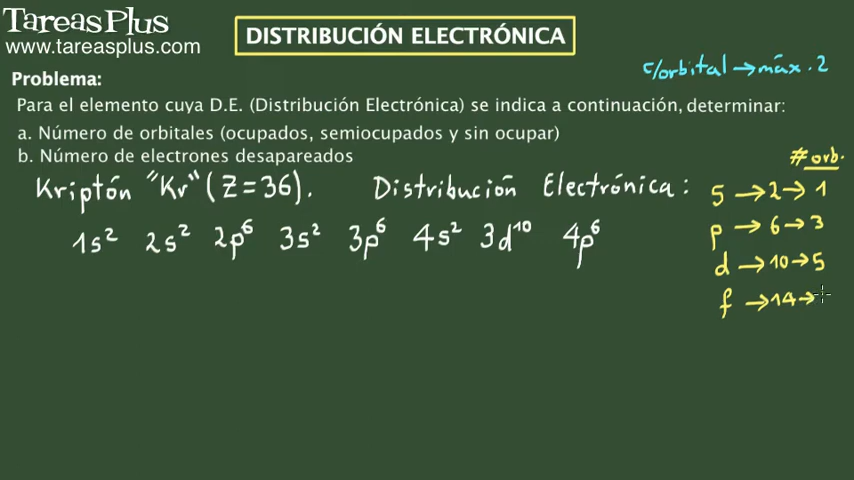 TareasPlus
www.tareasplus.com
DISTRIBUCIÓN ELECTRÓNICA
c/orbital → máx. 2
Problema:
Para el elemento cuya D.E. (Distribución Electrónica) se indica a continuación, determinar:
a. Número de orbitales (ocupados, semiocupados y sin ocupar)
b. Número de electrones desapareados
# orb.
Kriptón "Kr" (Z=36). Distribución Electrónica:
s → 2 → 1
1s² 2s² 2p⁶ 3s² 3p⁶ 4s² 3d¹⁰ 4p⁶
p → 6 → 3
d → 10 → 5
f → 14 →